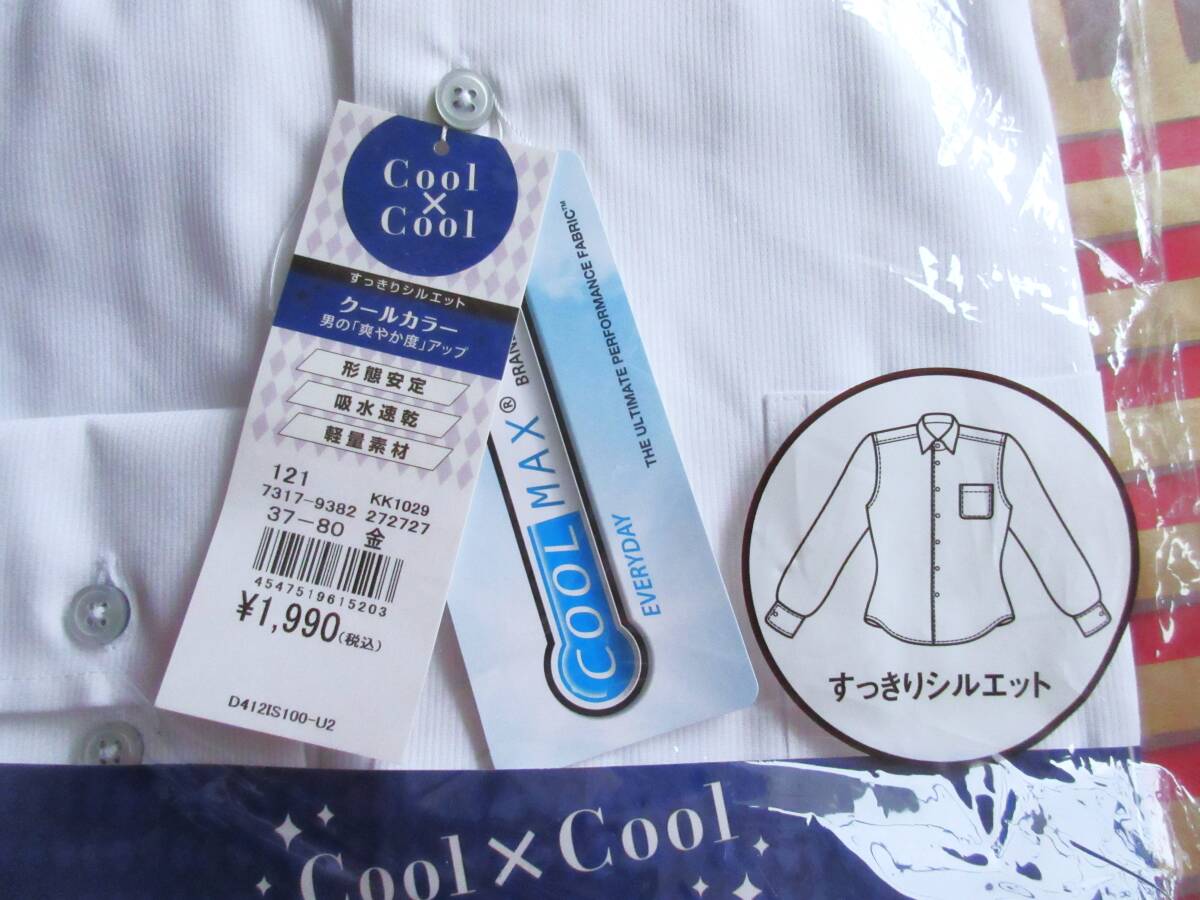 Cool
×
Cool
すっきりシルエット
クールカラー
男の「爽やか度」アップ
形態安定
吸水速乾
軽量素材
121 KK1029
7317-9382 272727
37-80 金
4547519615203
¥1,990(税込)
D412IS100-U2
COOLMAX® BRAN
EVERYDAY
THE ULTIMATE PERFORMANCE FABRIC™
すっきりシルエット
Cool×Cool